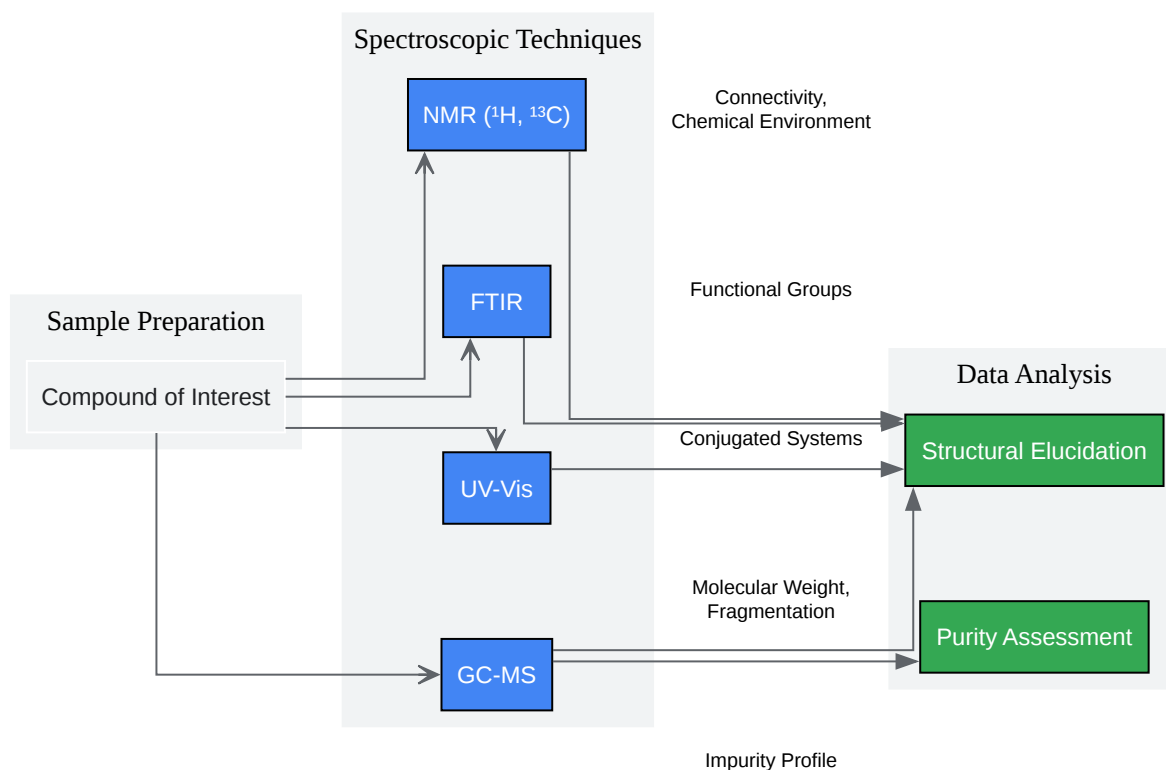 Spectroscopic Techniques
NMR (¹H, ¹³C)
Connectivity,
Chemical Environment
FTIR
Functional Groups
Sample Preparation
Compound of Interest
Data Analysis
Structural Elucidation
Conjugated Systems
UV-Vis
Molecular Weight,
Fragmentation
Purity Assessment
GC-MS
Impurity Profile